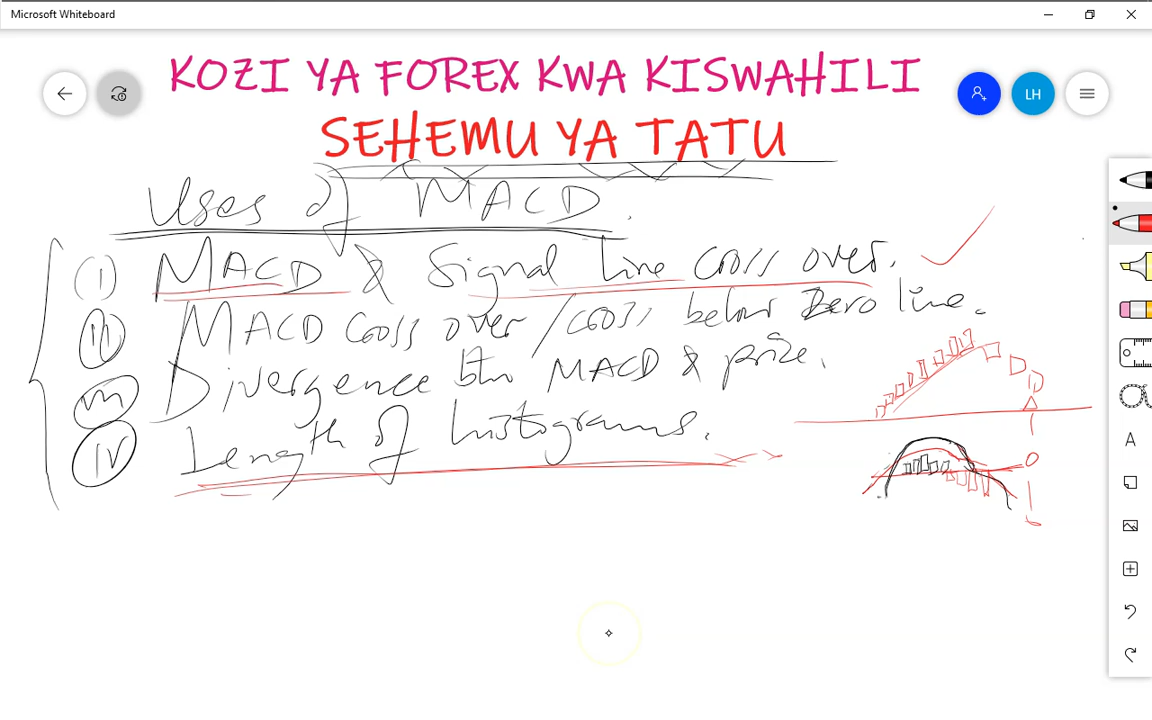 Microsoft Whiteboard
KOZI YA FOREX KWA KISWAHILI
LH
SEHEMU YA TATU
Uses of MACD.
(i) MACD & Signal Line Cross over.
(ii) MACD Cross over/cross below Zero line.
(iii) Divergence btn MACD & prize.
(iv) Length of histograms.
A